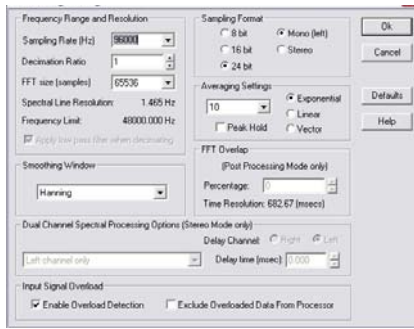 Frequency Range and Resolution
Sampling Rate (Hz) 96000
Decimation Ratio 1
FFT size (samples) 65536
Spectral Line Resolution: 1.465 Hz
Frequency Limit: 48000.000 Hz
Apply low pass filter when decimating
Smoothing Window
Hanning
Sampling Format
8 bit Mono (left)
16 bit Stereo
24 bit
Averaging Settings
10 Exponential
Linear
Peak Hold Vector
FFT Overlap
(Post Processing Mode only)
Percentage: 0
Time Resolution: 682.67 (msecs)
Dual Channel Spectral Processing Options (Stereo Mode only)
Delay Channel: Right Left
Left channel only Delay time (msec) 0.000
Input Signal Overload
Enable Overload Detection Exclude Overloaded Data From Processor
Ok
Cancel
Defaults
Help